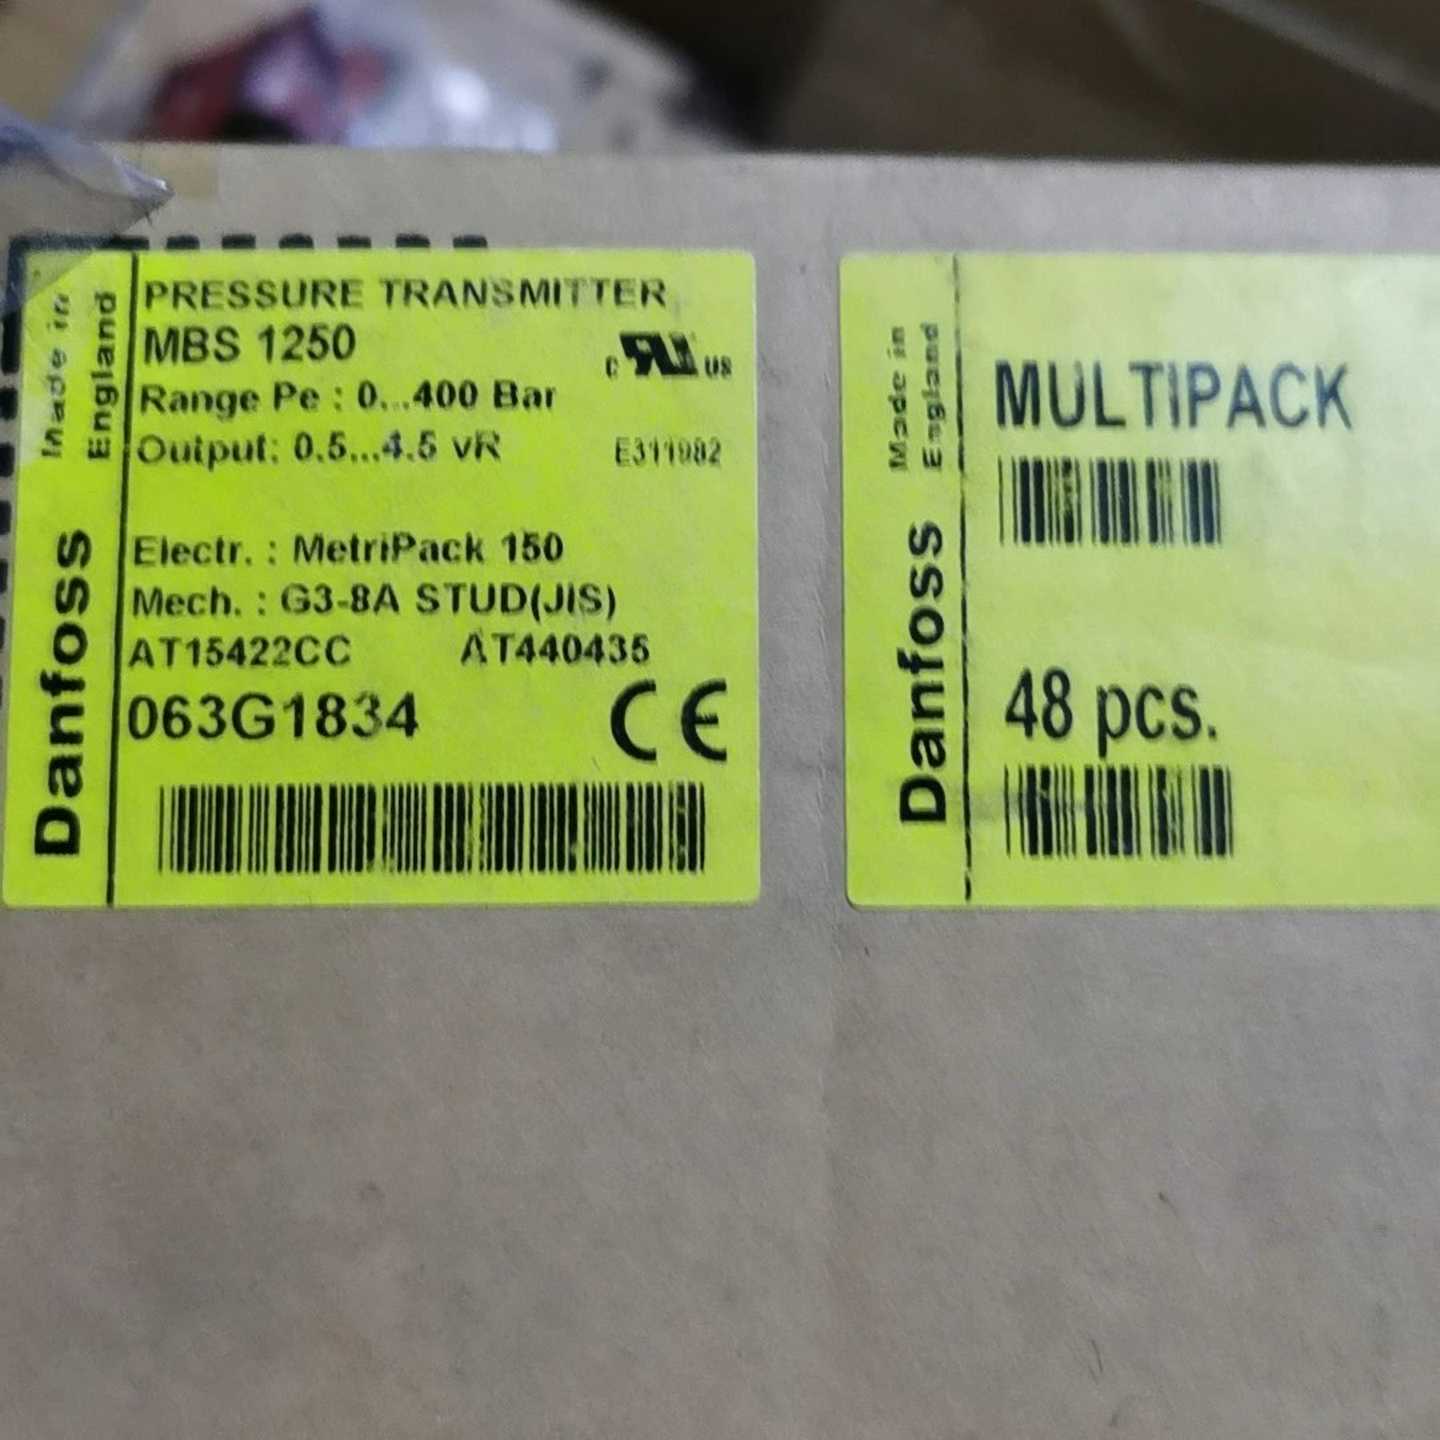 PRESSURE TRANSMITTER
MBS 1250
c RU US
Range Pe : 0...400 Bar
Output: 0.5...4.5 vR
E311982
Electr. : MetriPack 150
Mech. : G3-8A STUD(JIS)
AT15422CC AT440435
063G1834
CE
Made in
England
Danfoss
MULTIPACK
48 pcs.
Made in
England
Danfoss